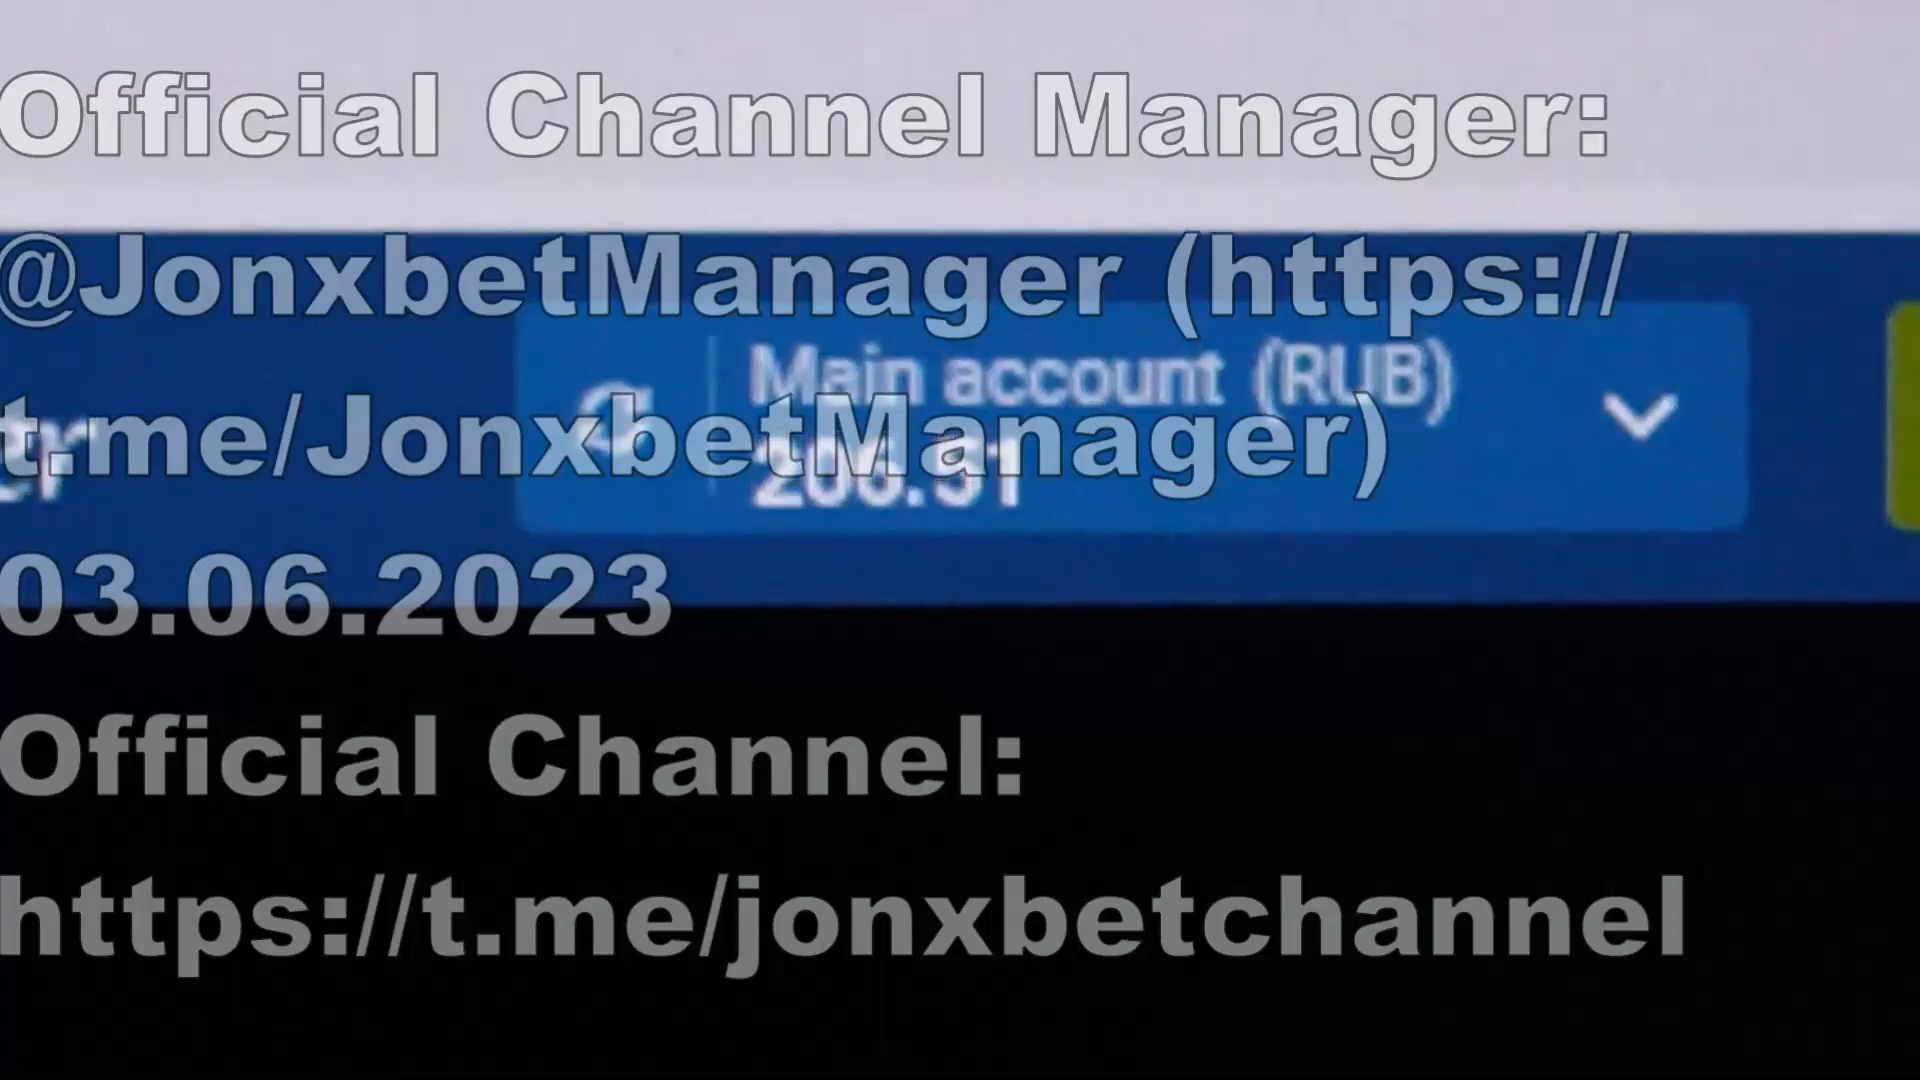 Official Channel Manager:
@JonxbetManager (https://
t.me/JonxbetManager)
Main account (RUB)
03.06.2023
Official Channel:
https://t.me/jonxbetchannel